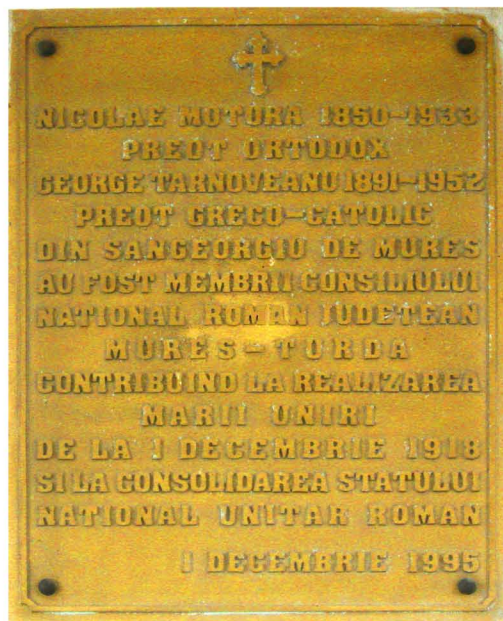 NICOLAE MOTORA 1850-1933
PREOT ORTODOX
GEORGE TARNOVEANU 1891-1952
PREOT GRECO-CATOLIC
DIN SANGEORGIU DE MURES
AU FOST MEMBRII CONSILIULUI
NATIONAL ROMAN JUDETEAN
MURES-TURDA
CONTRIBUIND LA REALIZAREA
MARII UNIRI
DE LA 1 DECEMBRIE 1918
SI LA CONSOLIDAREA STATULUI
NATIONAL UNITAR ROMAN
1 DECEMBRIE 1995